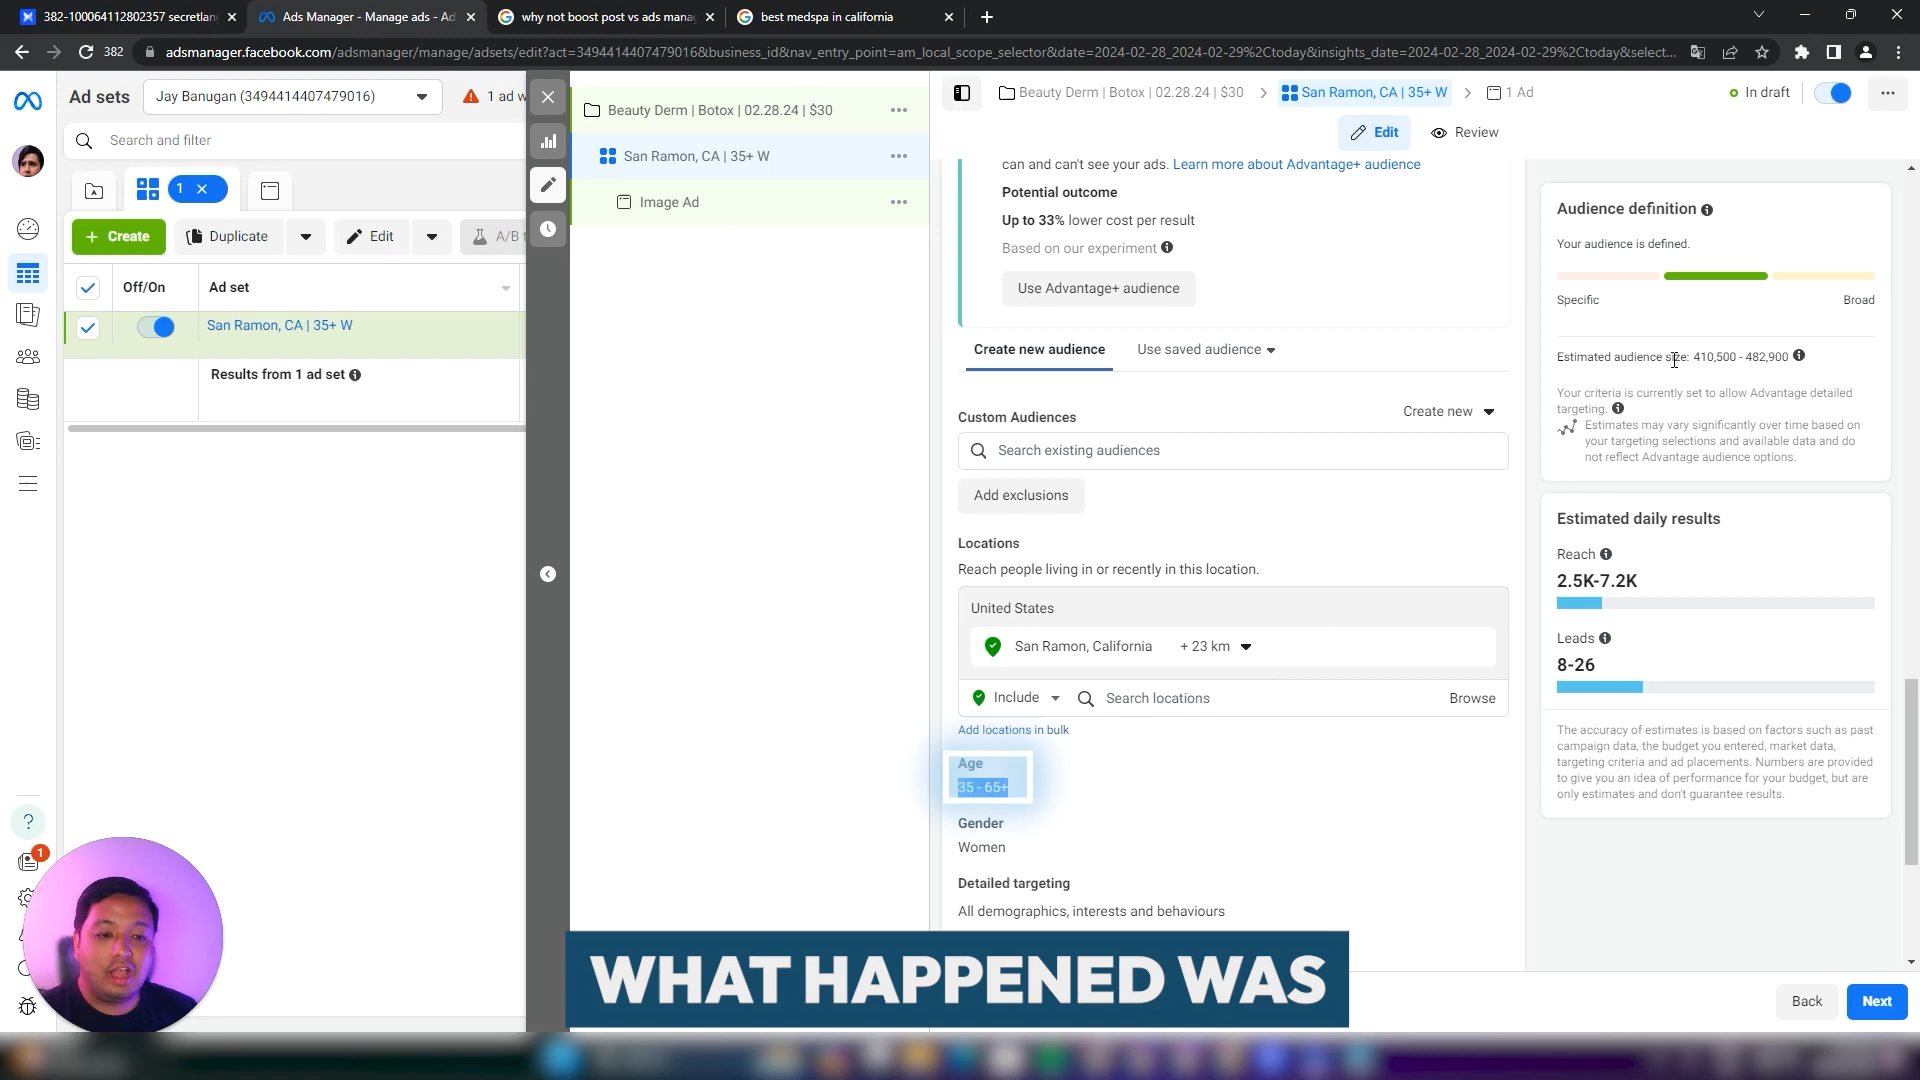 382-100064112802357 secretlan
Ads Manager - Manage ads - Ad
why not boost post vs ads mana
best medspa in california
382
adsmanager.facebook.com/adsmanager/manage/adsets/edit?act=3494414407479016&business_id&nav_entry_point=am_local_scope_selector&date=2024-02-28_2024-02-29%2Ctoday&insights_date=2024-02-28_2024-02-29%2Ctoday&select...
Ad sets
Jay Banugan (3494414407479016)
1 ad w
Search and filter
1
Create
Duplicate
Edit
A/B t
Off/On
Ad set
San Ramon, CA | 35+ W
Results from 1 ad set
?
1
Beauty Derm | Botox | 02.28.24 | $30
San Ramon, CA | 35+ W
Image Ad
Beauty Derm | Botox | 02.28.24 | $30
San Ramon, CA | 35+ W
1 Ad
In draft
Edit
Review
can and can't see your ads. Learn more about Advantage+ audience
Potential outcome
Up to 33% lower cost per result
Based on our experiment
Use Advantage+ audience
Create new audience
Use saved audience
Custom Audiences
Create new
Search existing audiences
Add exclusions
Locations
Reach people living in or recently in this location.
United States
San Ramon, California + 23 km
Include
Search locations
Browse
Add locations in bulk
Age
35 - 65+
Gender
Women
Detailed targeting
All demographics, interests and behaviours
Audience definition
Your audience is defined.
Specific
Broad
Estimated audience size: 410,500 - 482,900
Your criteria is currently set to allow Advantage detailed
targeting.
Estimates may vary significantly over time based on
your targeting selections and available data and do
not reflect Advantage audience options.
Estimated daily results
Reach
2.5K-7.2K
Leads
8-26
The accuracy of estimates is based on factors such as past
campaign data, the budget you entered, market data,
targeting criteria and ad placements. Numbers are provided
to give you an idea of performance for your budget, but are
only estimates and don't guarantee results.
WHAT HAPPENED WAS
Back
Next